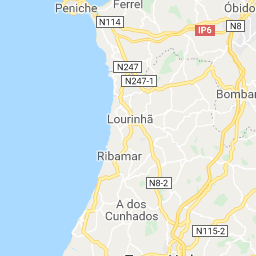 Ferrel
Peniche
N114
Óbido
IP6
N8
N247
N247-1
Bombar
Lourinhã
Ribamar
N8-2
A dos
Cunhados
N115-2